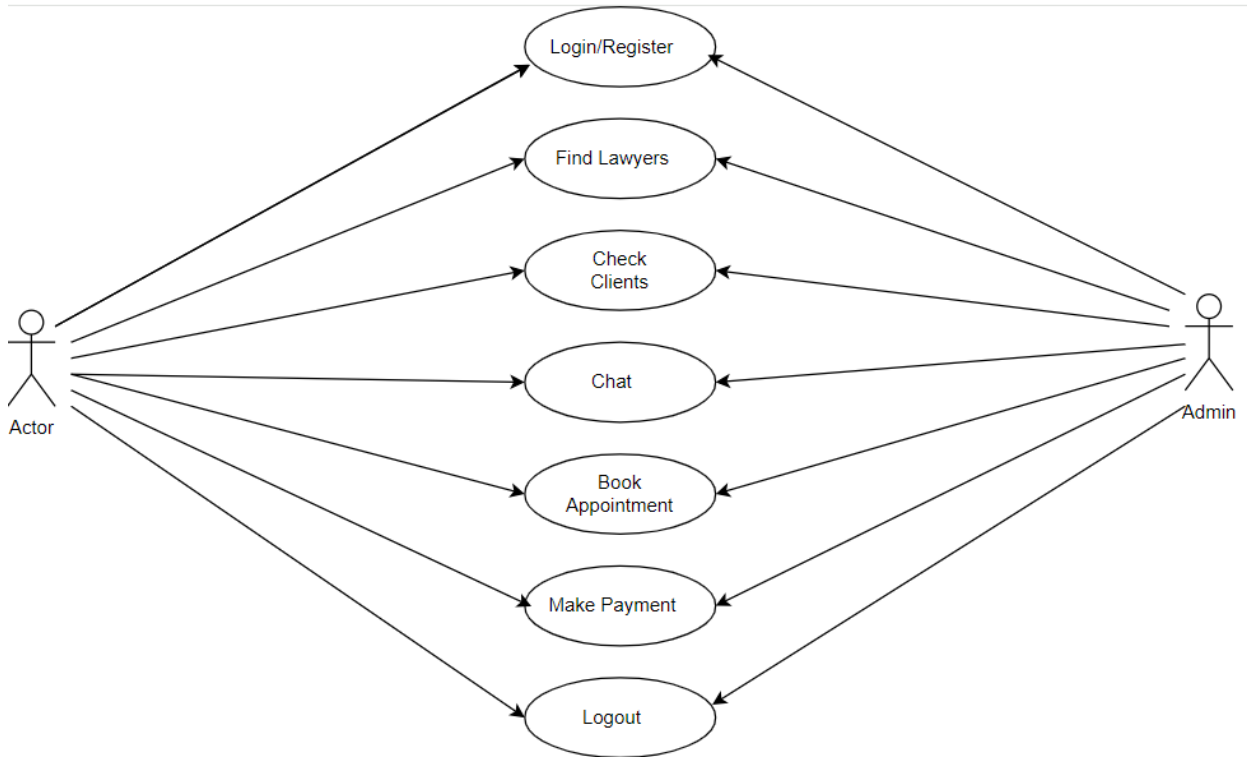 Login/Register
Find Lawyers
Check
Clients
Chat
Book
Appointment
Make Payment
Logout
Actor
Admin